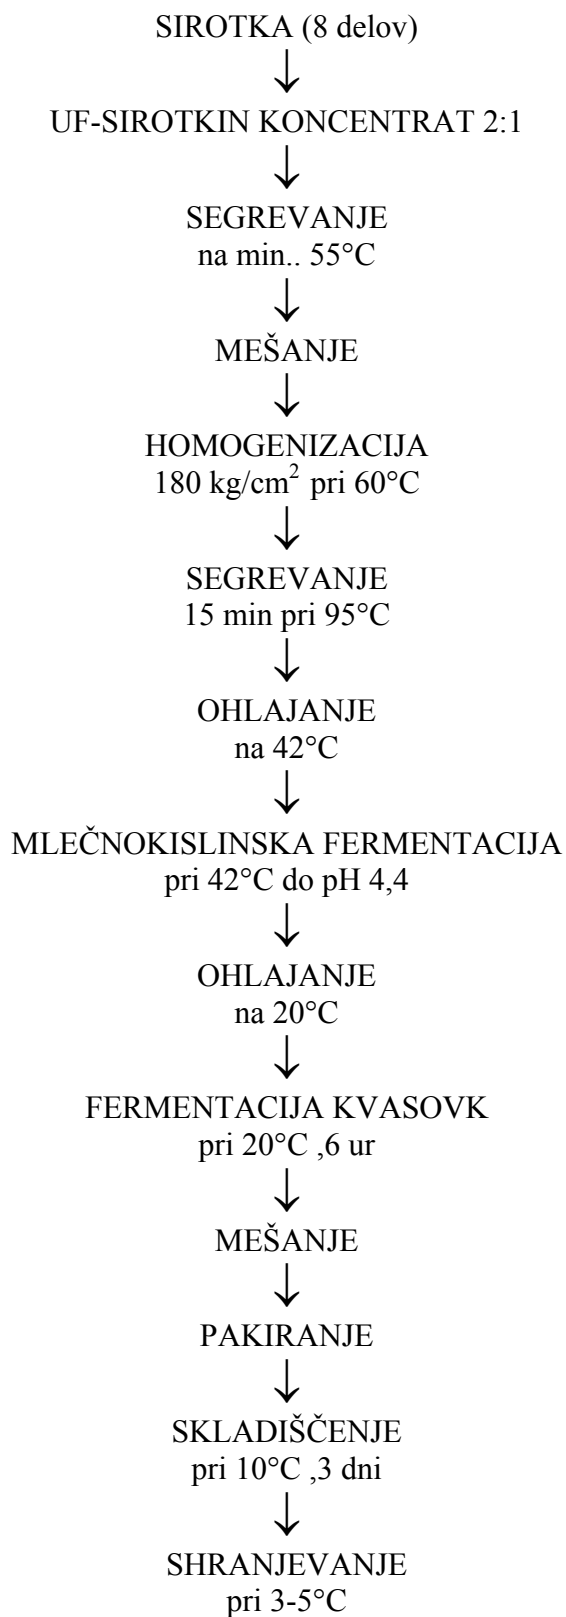 SIROTKA (8 delov)
UF-SIROTKIN KONCENTRAT 2:1
SEGREVANJE
na min.. 55°C
MEŠANJE
HOMOGENIZACIJA
180 kg/cm² pri 60°C
SEGREVANJE
15 min pri 95°C
OHLAJANJE
na 42°C
MLEČNOKISLINSKA FERMENTACIJA
pri 42°C do pH 4,4
OHLAJANJE
na 20°C
FERMENTACIJA KVASOVK
pri 20°C ,6 ur
MEŠANJE
PAKIRANJE
SKLADIŠČENJE
pri 10°C ,3 dni
SHRANJEVANJE
pri 3-5°C